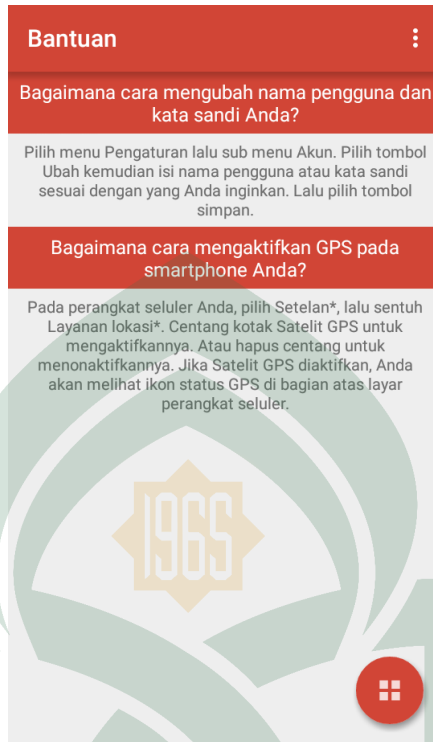 Bantuan
Bagaimana cara mengubah nama pengguna dan
kata sandi Anda?
Pilih menu Pengaturan lalu sub menu Akun. Pilih tombol
Ubah kemudian isi nama pengguna atau kata sandi
sesuai dengan yang Anda inginkan. Lalu pilih tombol
simpan.
Bagaimana cara mengaktifkan GPS pada
smartphone Anda?
Pada perangkat seluler Anda, pilih Setelan*, lalu sentuh
Layanan lokasi*. Centang kotak Satelit GPS untuk
mengaktifkannya. Atau hapus centang untuk
menonaktifkannya. Jika Satelit GPS diaktifkan, Anda
akan melihat ikon status GPS di bagian atas layar
perangkat seluler.
1965